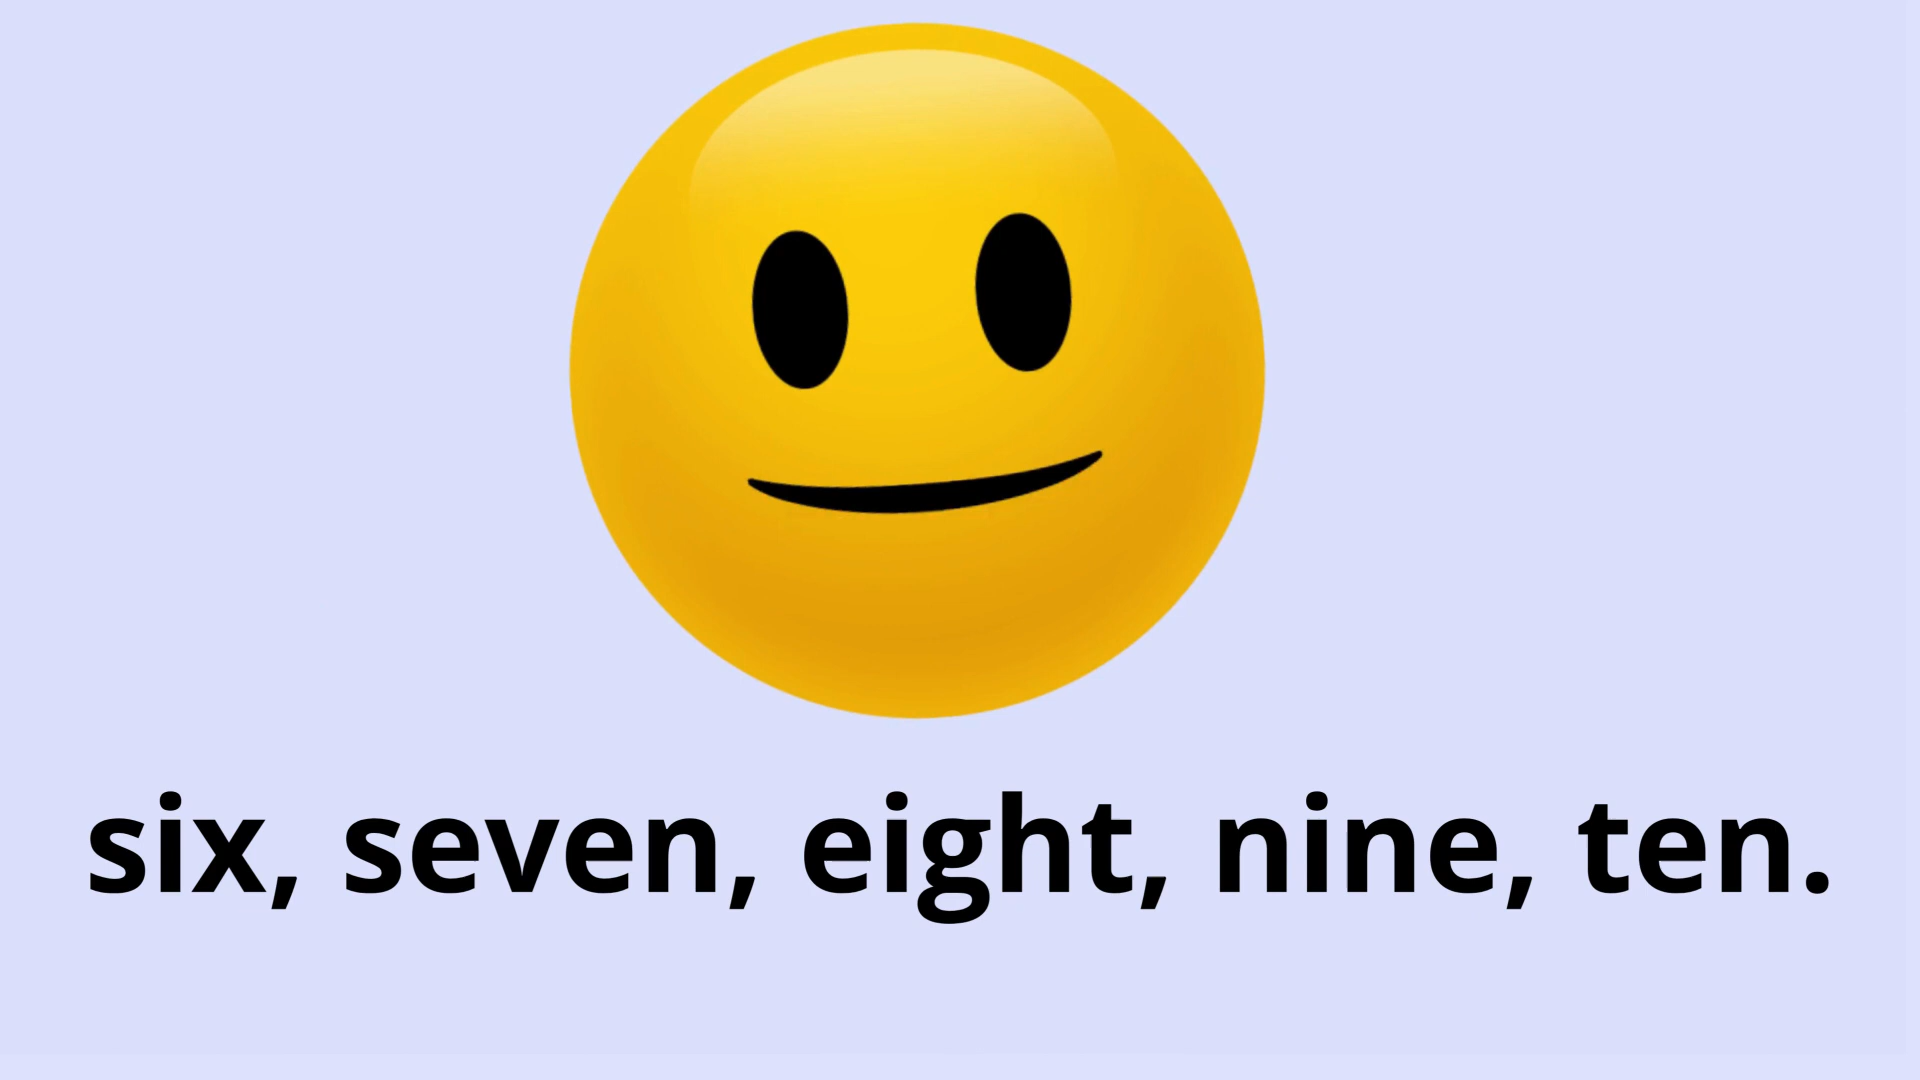 six, seven, eight, nine, ten.